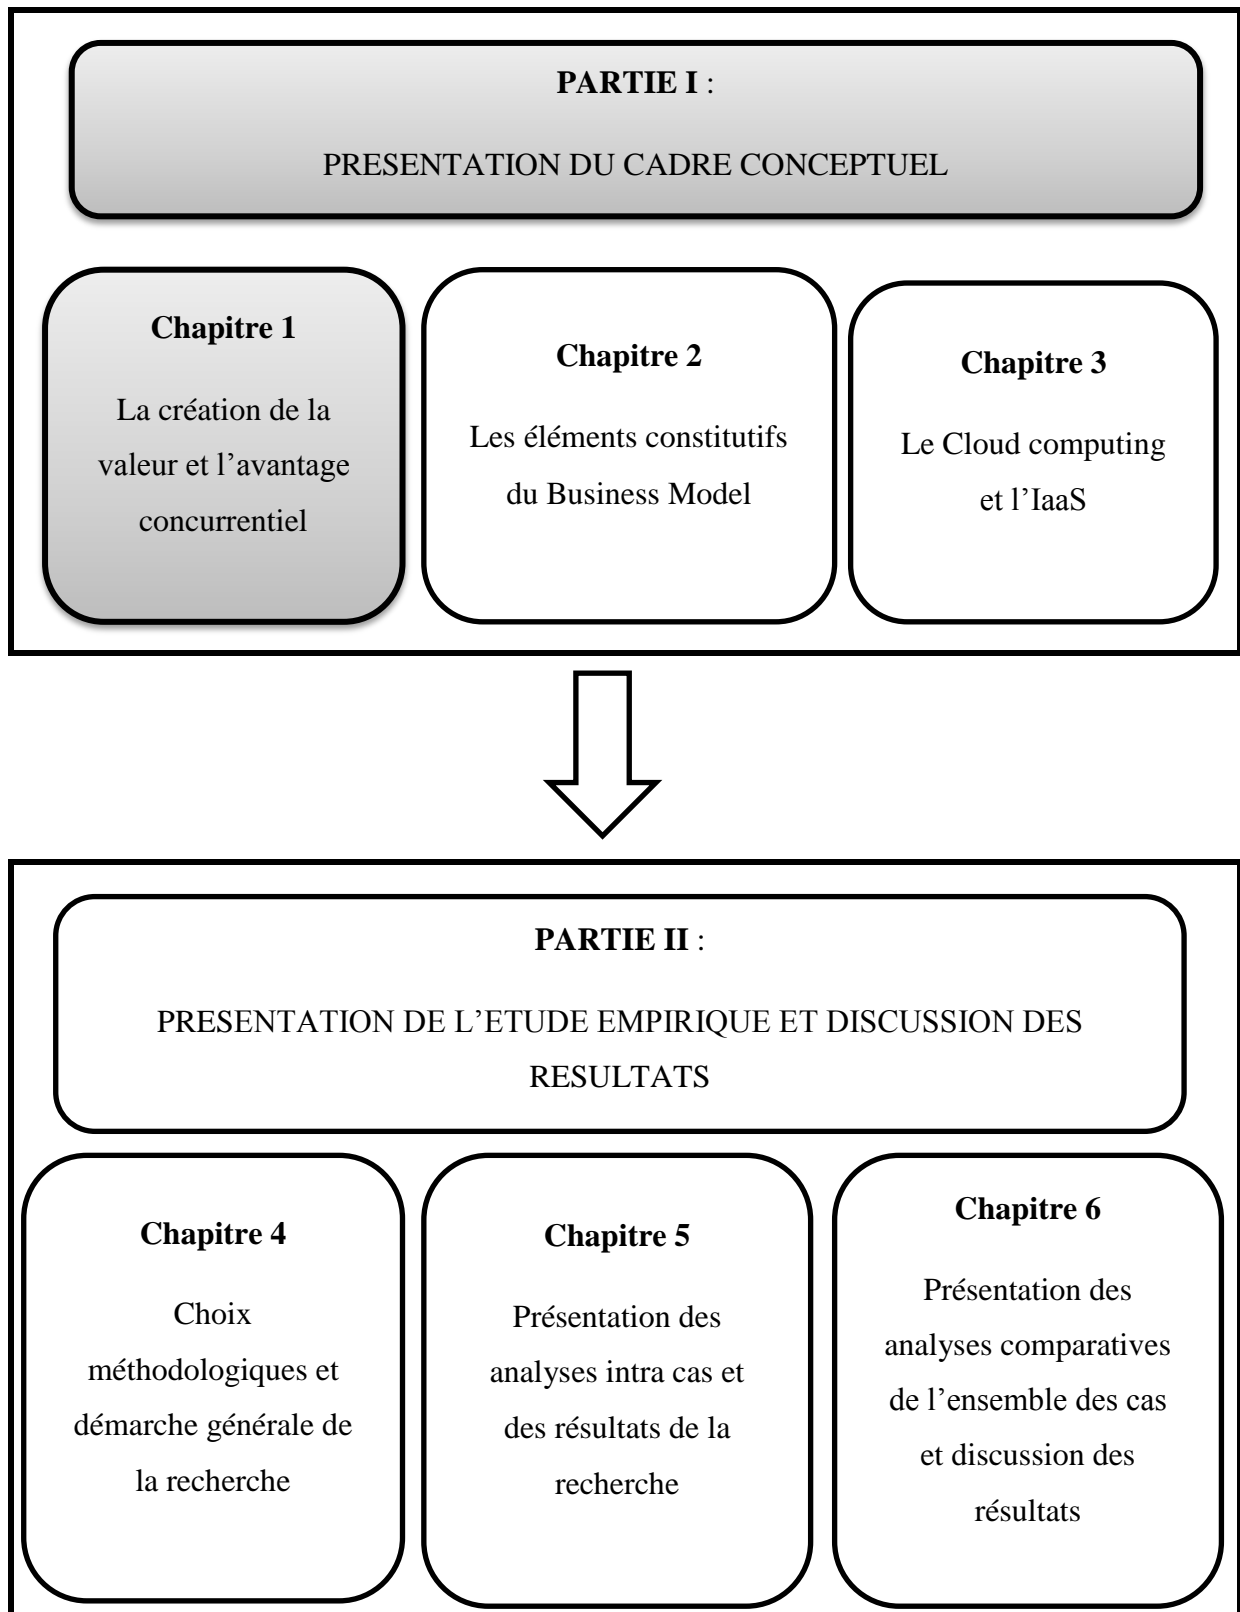 PARTIE I :
PRESENTATION DU CADRE CONCEPTUEL
Chapitre 1
La création de la
valeur et l’avantage
concurrentiel
Chapitre 2
Les éléments constitutifs
du Business Model
Chapitre 3
Le Cloud computing
et l’IaaS
PARTIE II :
PRESENTATION DE L’ETUDE EMPIRIQUE ET DISCUSSION DES
RESULTATS
Chapitre 4
Choix
méthodologiques et
démarche générale de
la recherche
Chapitre 5
Présentation des
analyses intra cas et
des résultats de la
recherche
Chapitre 6
Présentation des
analyses comparatives
de l’ensemble des cas
et discussion des
résultats